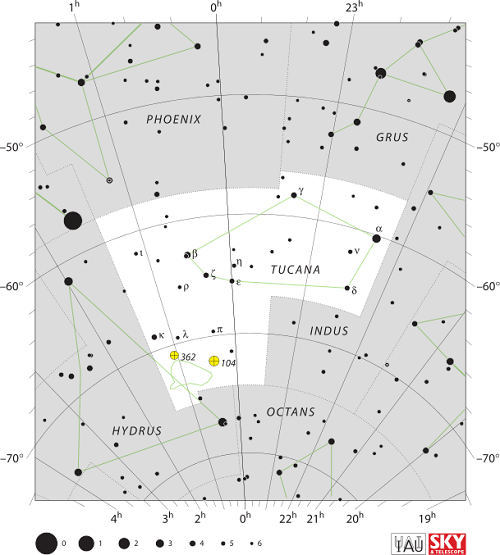 1h 0h 23h
PHOENIX
GRUS
–50° –50°
γ
α
ι β η ν
ζ TUCANA
ρ ε δ
–60° –60°
κ λ π INDUS
362 104
OCTANS
HYDRUS
–70° –70°
4h 3h 2h 0h 22h 21h 20h 19h
0 1 2 3 4 5 6
IAU SKY
& TELESCOPE